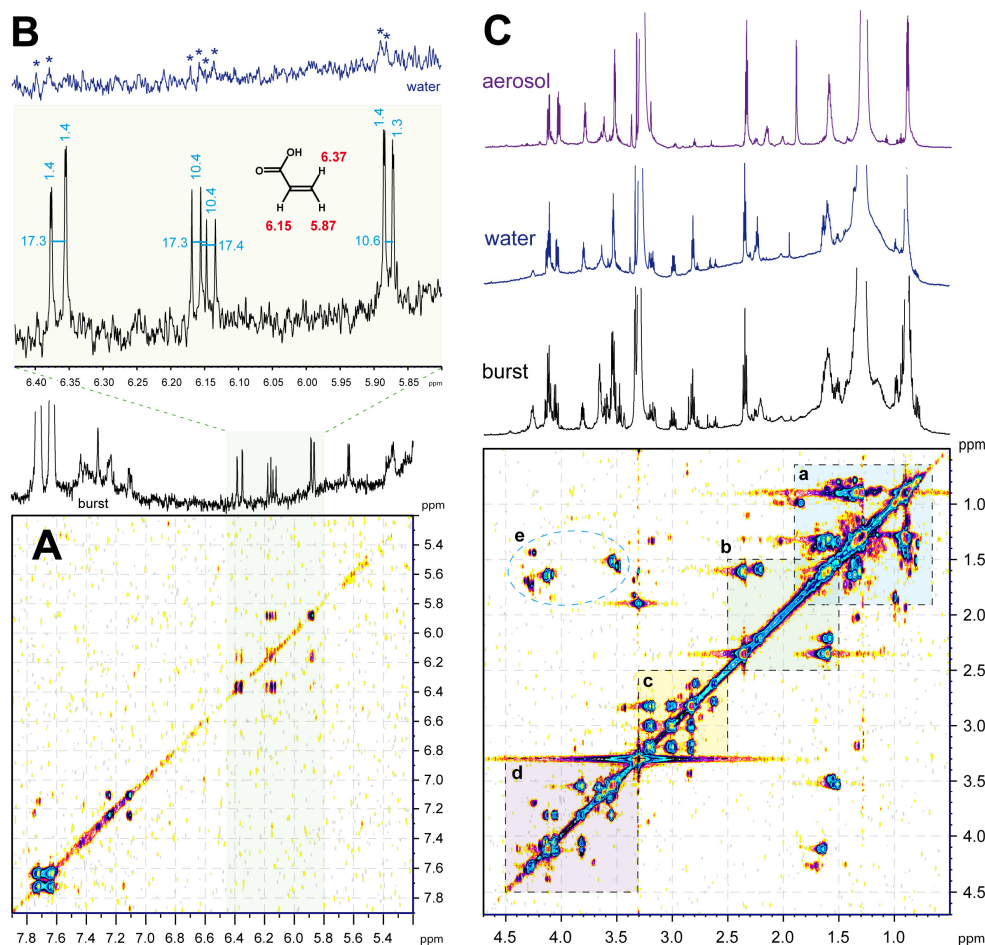 B
* * * * * * * *
water
1.4 1.4 10.4 10.4 1.4 1.3
17.3 17.3 17.4 10.6
OH
O
6.37
H
H H
6.15 5.87
6.40 6.35 6.30 6.25 6.20 6.15 6.10 6.05 6.00 5.95 5.90 5.85 ppm
burst
ppm
A
5.4
5.6
5.8
6.0
6.2
6.4
6.6
6.8
7.0
7.2
7.4
7.6
7.8
7.8 7.6 7.4 7.2 7.0 6.8 6.6 6.4 6.2 6.0 5.8 5.6 5.4 ppm
C
aerosol
water
burst
ppm
a
b
c
d
e
1.0
1.5
2.0
2.5
3.0
3.5
4.0
4.5
4.5 4.0 3.5 3.0 2.5 2.0 1.5 1.0 ppm